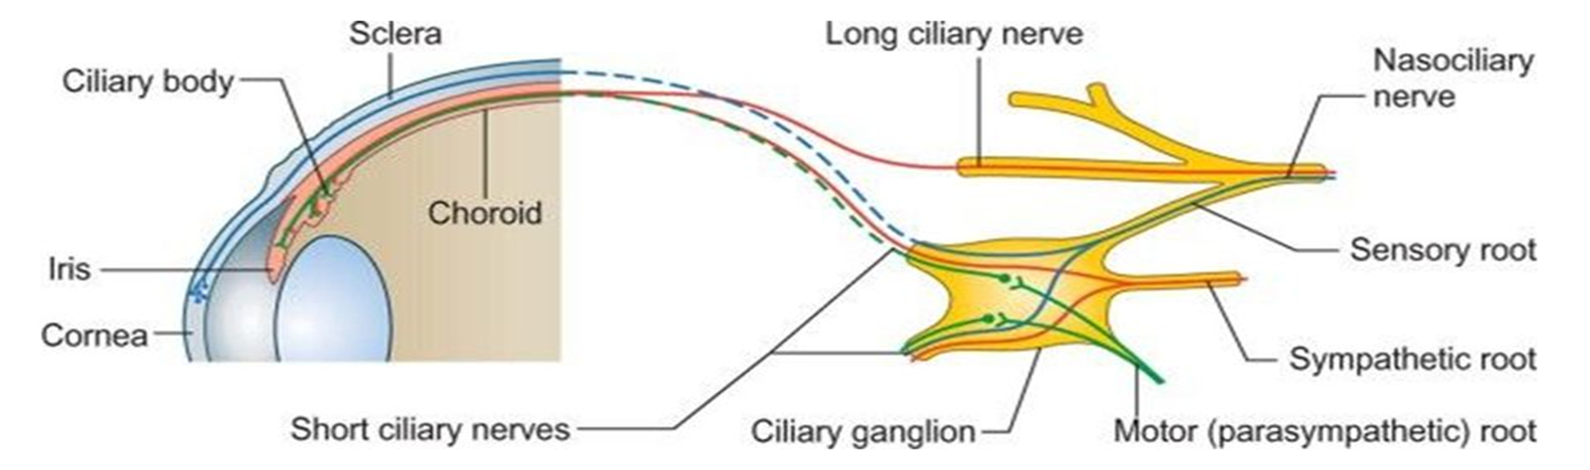 Sclera
Long ciliary nerve
Ciliary body
Nasociliary
nerve
Choroid
Sensory root
Iris
Cornea
Sympathetic root
Short ciliary nerves
Ciliary ganglion
Motor (parasympathetic) root